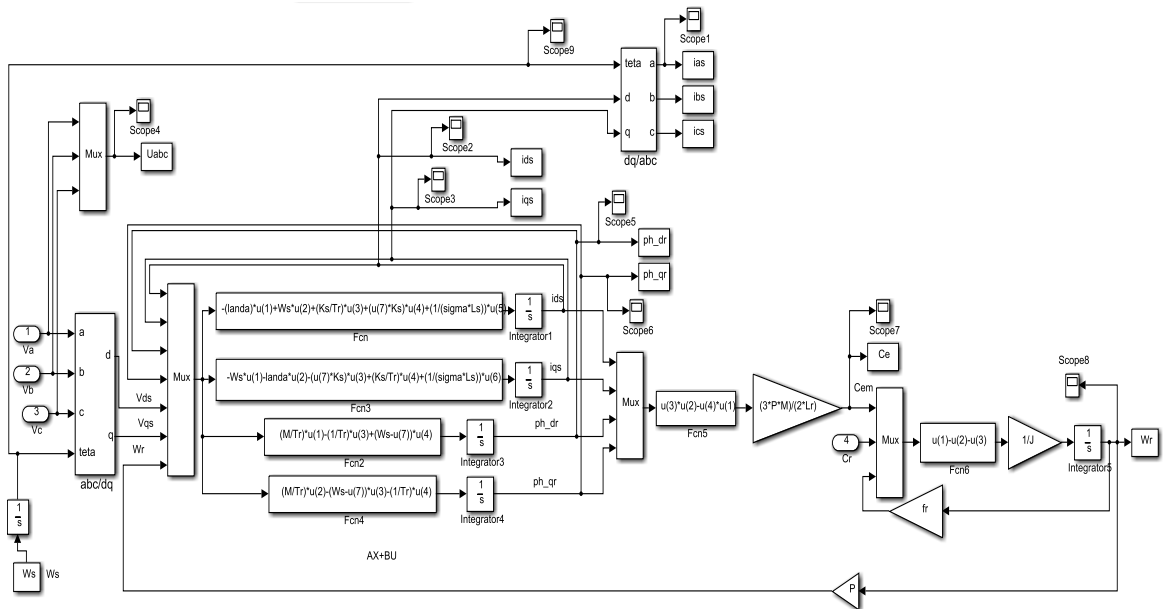 Scope9
Scope1
teta
a
ias
d
b
ibs
q
c
ics
dq/abc
Scope4
Mux
Uabc
Scope2
ids
Scope3
iqs
Scope5
ph_dr
ph_qr
Scope6
1
Va
2
Vb
3
Vc
a
b
c
teta
d
q
abc/dq
Vds
Vqs
Wr
Mux
-(landa)*u(1)+Ws*u(2)+(Ks/Tr)*u(3)+(u(7)*Ks)*u(4)+(1/(sigma*Ls))*u(5)
Fcn
1
s
Integrator1
ids
-Ws*u(1)-landa*u(2)-(u(7)*Ks)*u(3)+(Ks/Tr)*u(4)+(1/(sigma*Ls))*u(6)
Fcn3
1
s
Integrator2
iqs
(M/Tr)*u(1)-(1/Tr)*u(3)+(Ws-u(7))*u(4)
Fcn2
1
s
Integrator3
ph_dr
(M/Tr)*u(2)-(Ws-u(7))*u(3)-(1/Tr)*u(4)
Fcn4
1
s
Integrator4
ph_qr
Mux
u(3)*u(2)-u(4)*u(1)
Fcn5
(3*P*M)/(2*Lr)
Scope7
Ce
Cem
4
Cr
Mux
u(1)-u(2)-u(3)
Fcn6
1/J
1
s
Integrator5
Scope8
Wr
fr
1
s
Ws
Ws
AX+BU
P